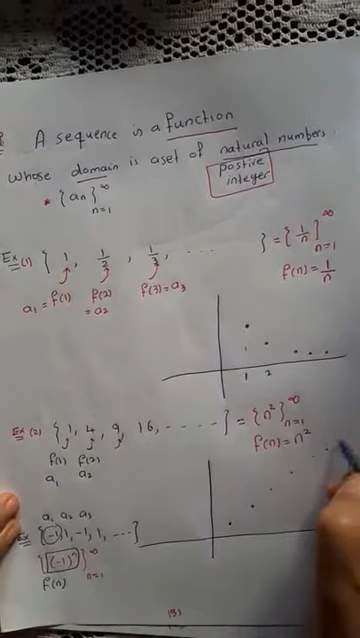 A sequence is a function
whose domain is a set of natural numbers.
postive
integer
* {an}∞n=1
Ex(1) { 1, 1/2, 1/3, ...... } = {1/n}∞n=1
a1 = f(1) f(2) f(3) = a3
= a2
f(n) = 1/n
1 2
Ex(2) {1, 4, 9, 16, - - - - -} = {n²}∞n=1
f(1) f(2)
a1 a2
f(n) = n²
a1 a2 a3
Ex {-1, 1, -1, 1, ...}
{(-1)ⁿ}∞n=1
f(n)